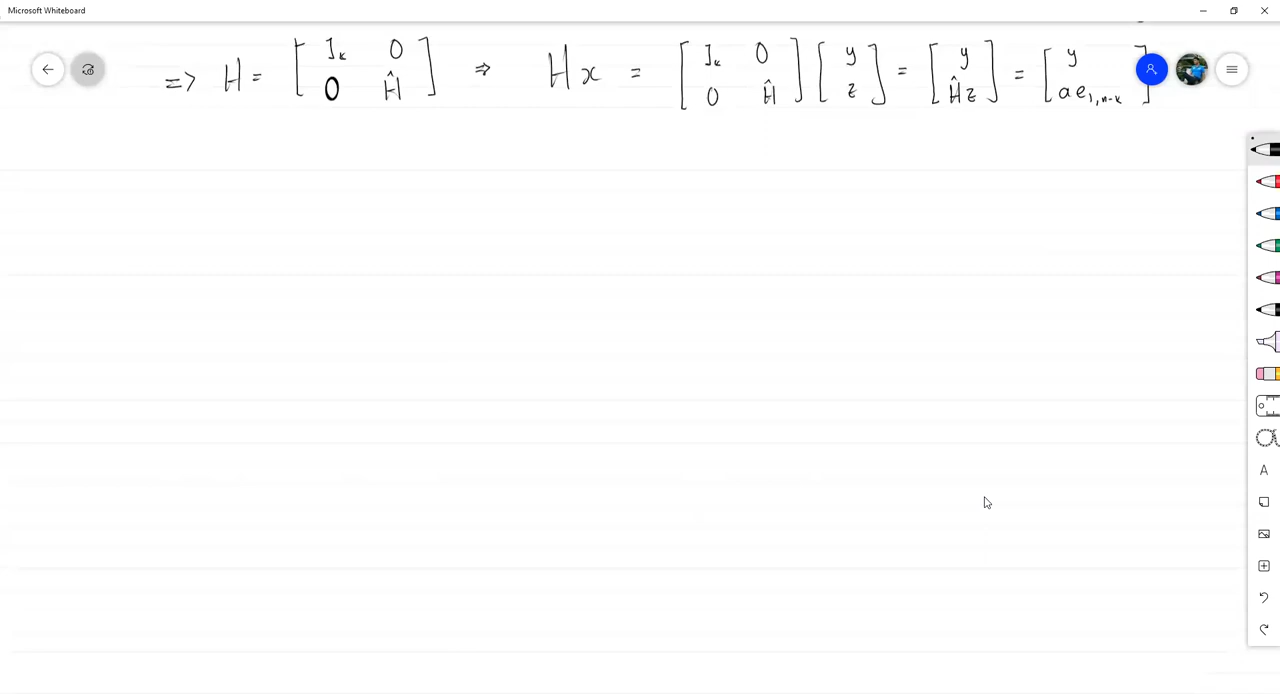 Microsoft Whiteboard
=> H = [ I_k 0 ; 0 Ĥ ] ⇒ Hx = [ I_k 0 ; 0 Ĥ ] [ y ; z ] = [ y ; Ĥz ] = [ y ; ae_{1,n-k} ]
A